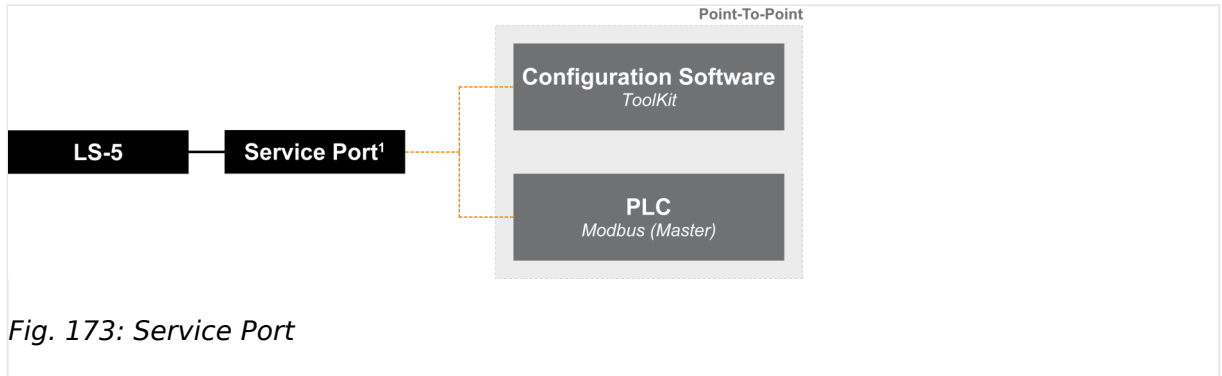 Point-To-Point
Configuration Software
ToolKit
LS-5
Service Port¹
PLC
Modbus (Master)
Fig. 173: Service Port